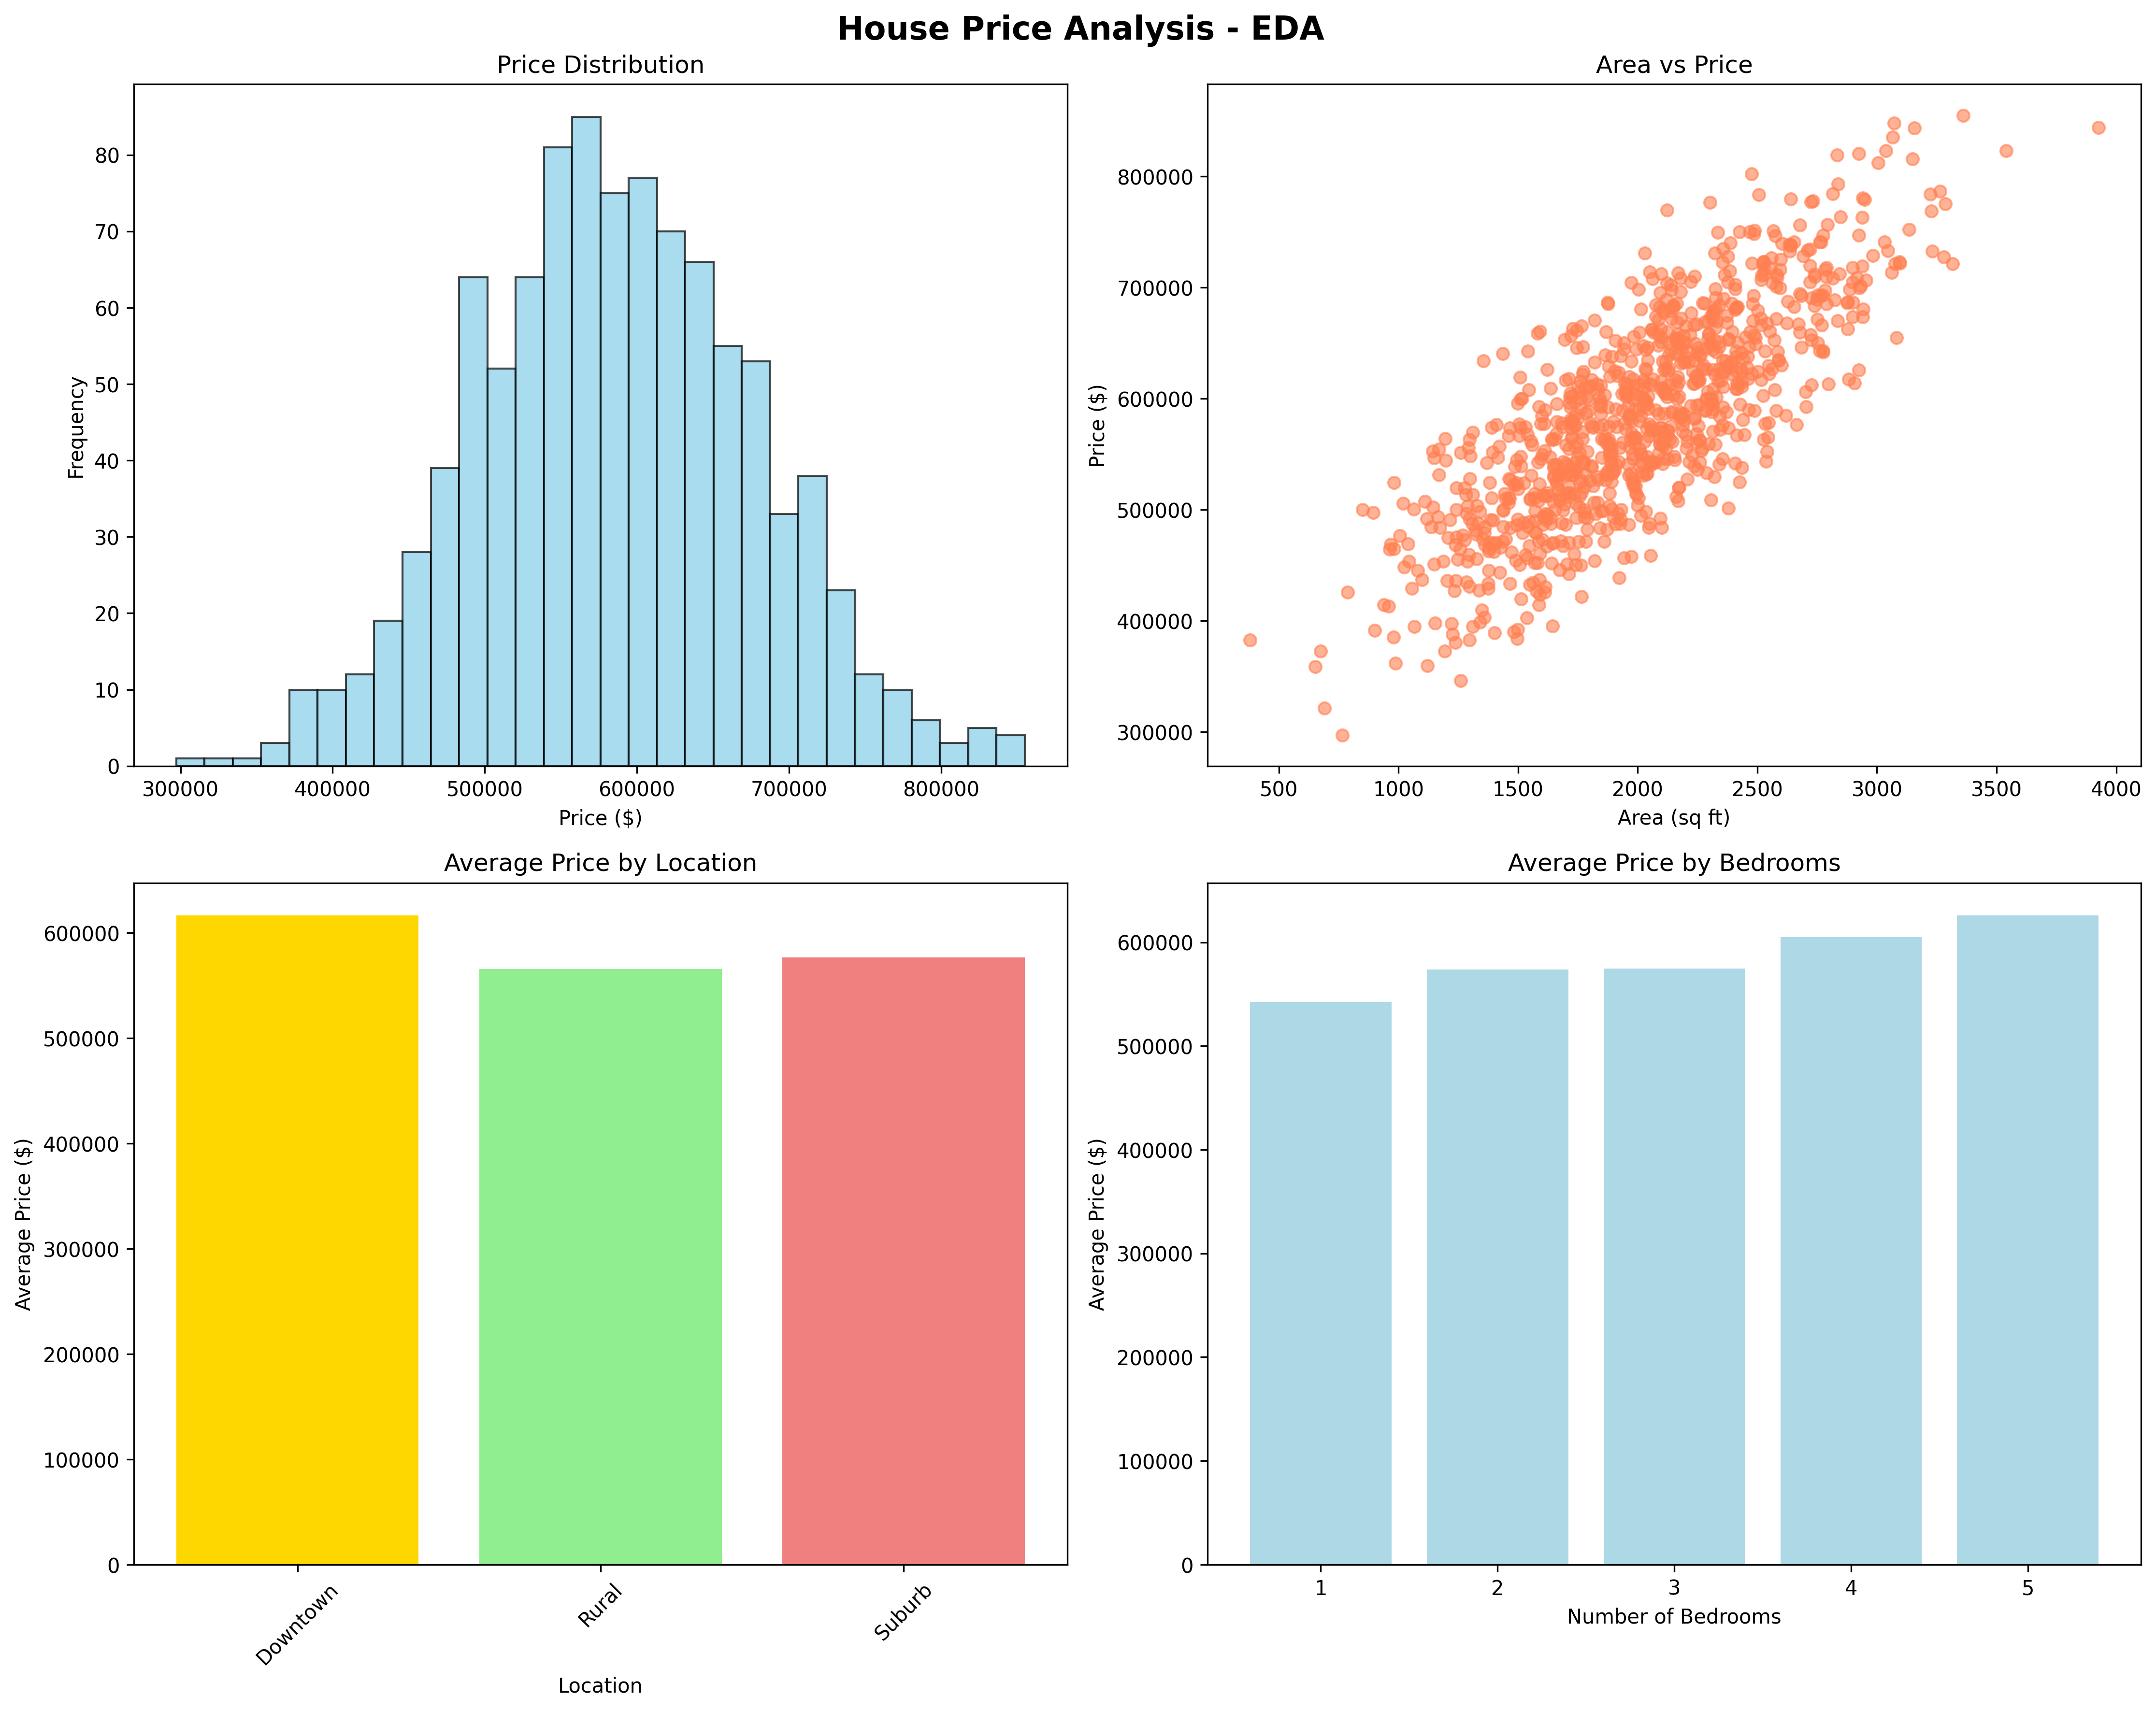 House Price Analysis - EDA
Price Distribution
Frequency
80
70
60
50
40
30
20
10
0
300000 400000 500000 600000 700000 800000
Price ($)
Area vs Price
Price ($)
800000
700000
600000
500000
400000
300000
500 1000 1500 2000 2500 3000 3500 4000
Area (sq ft)
Average Price by Location
Average Price ($)
600000
500000
400000
300000
200000
100000
0
Downtown Rural Suburb
Location
Average Price by Bedrooms
Average Price ($)
600000
500000
400000
300000
200000
100000
0
1 2 3 4 5
Number of Bedrooms